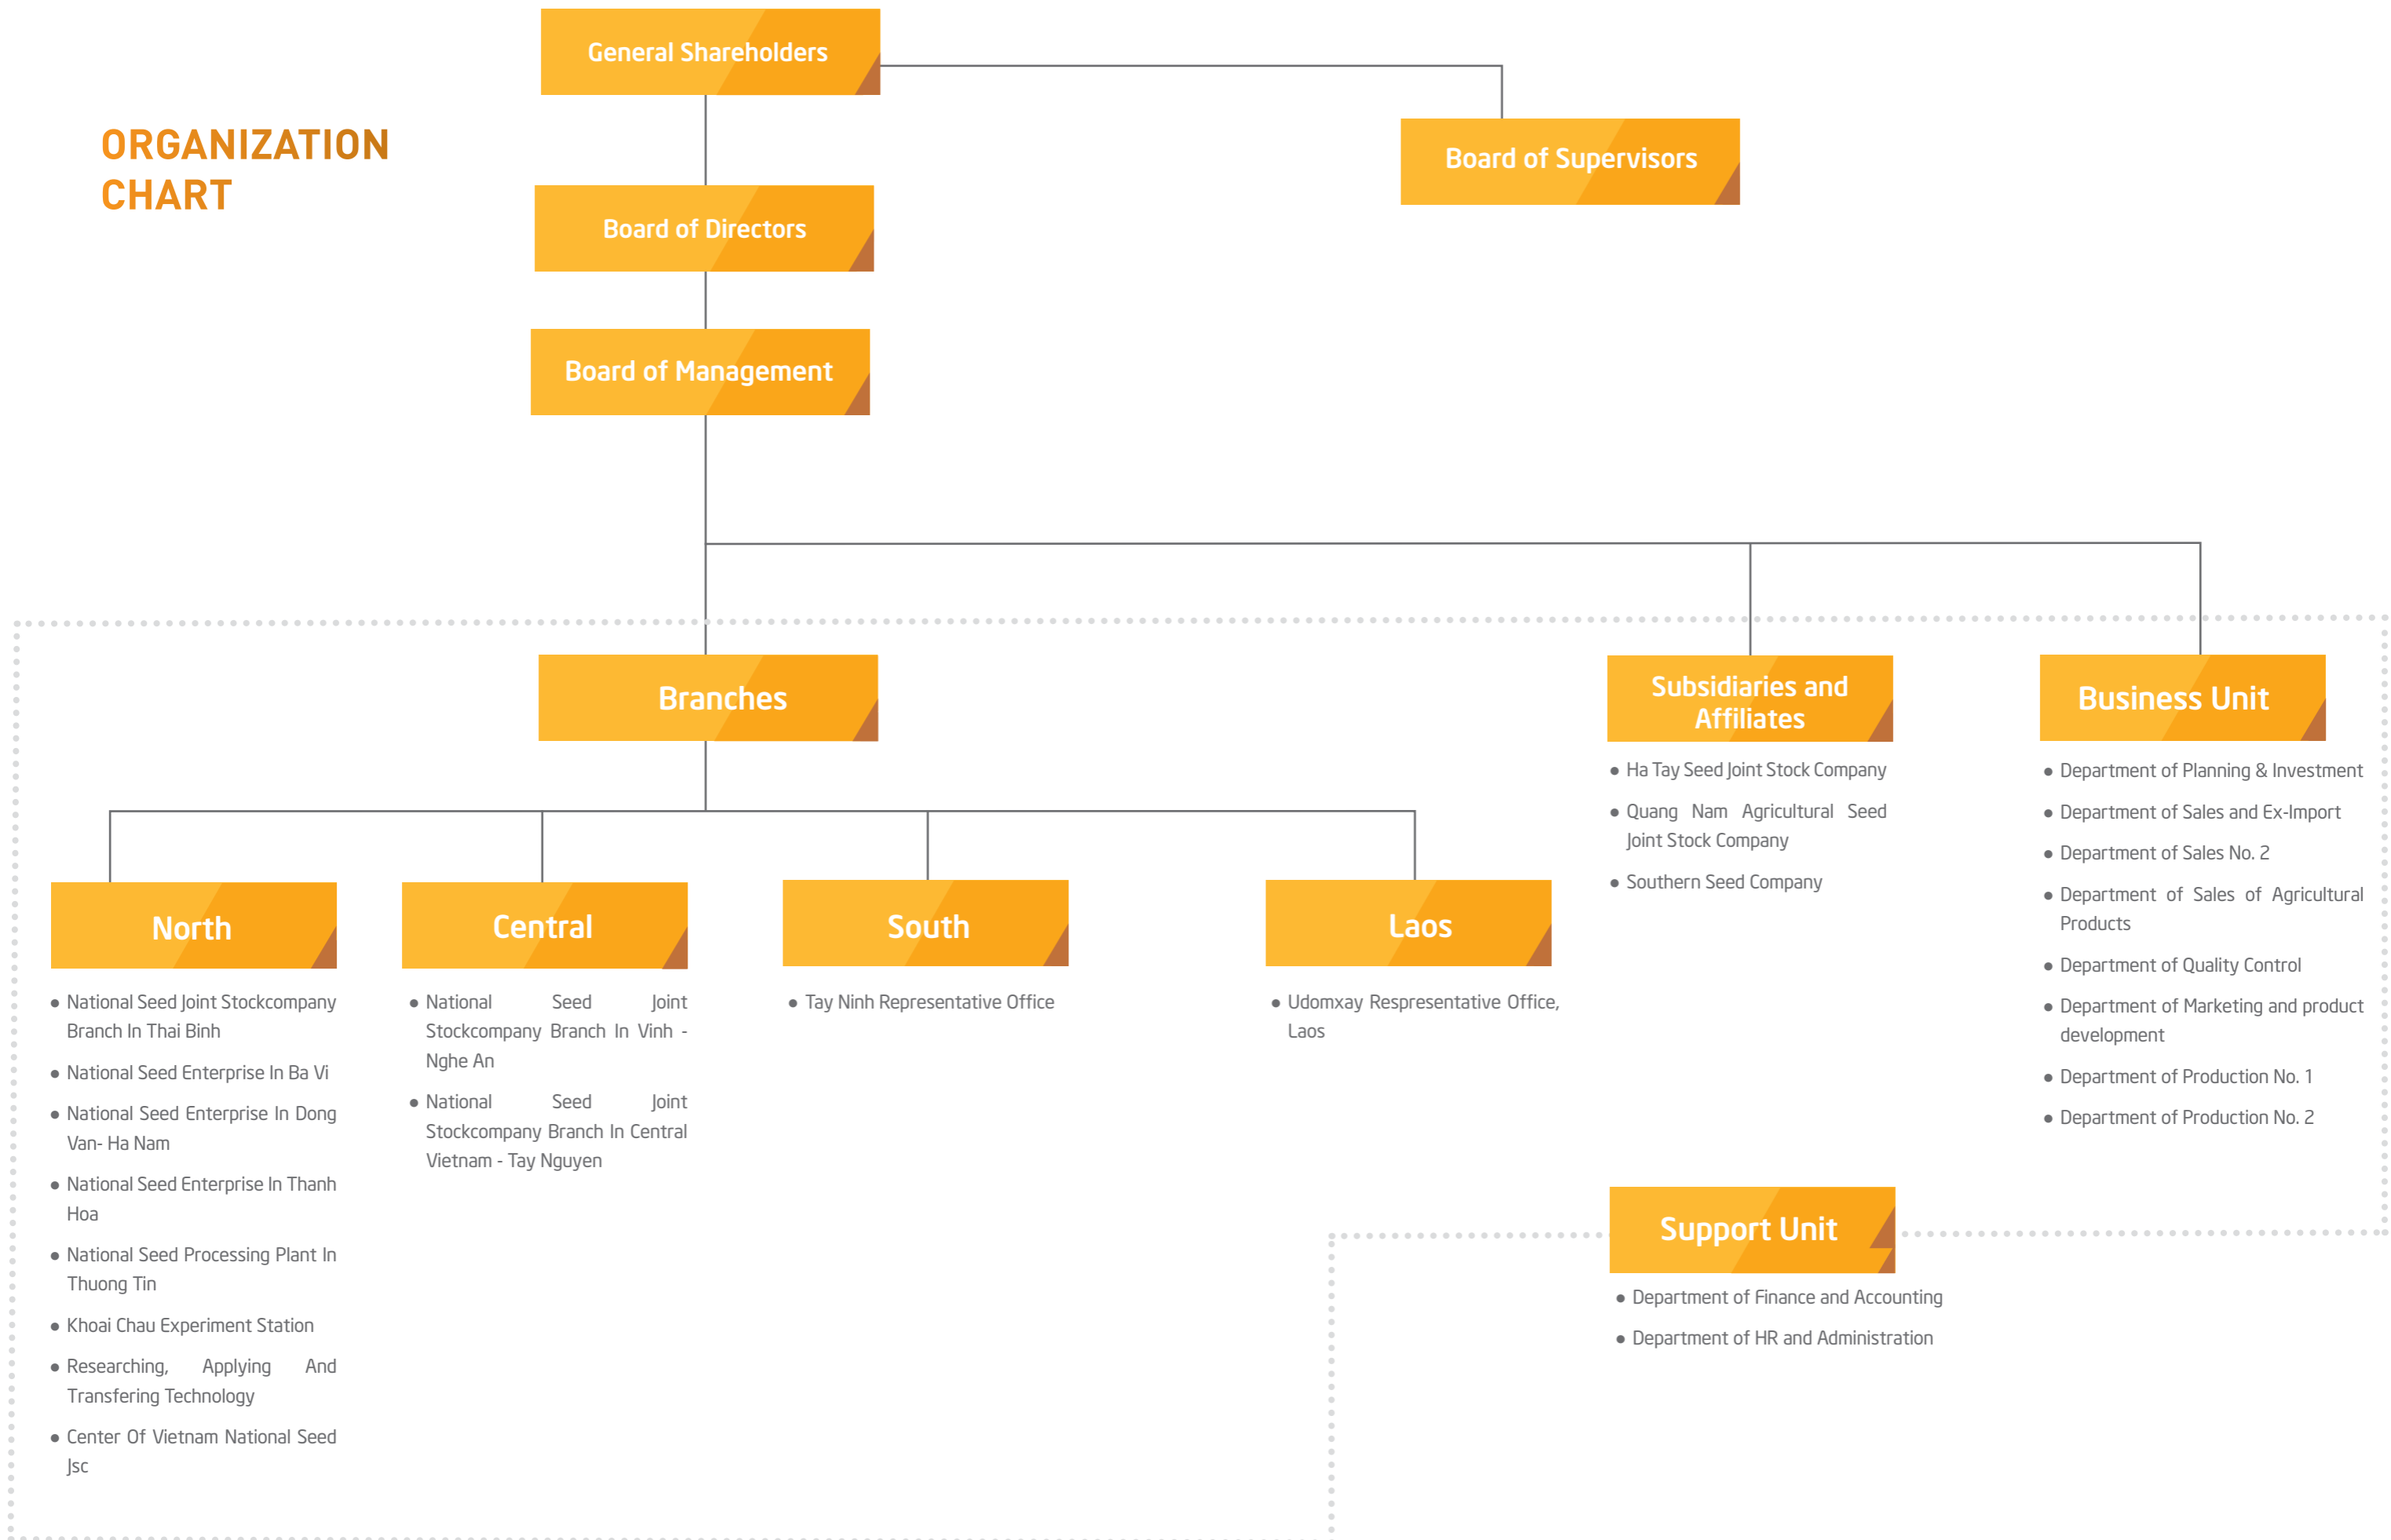 General Shareholders
ORGANIZATION
CHART
Board of Supervisors
Board of Directors
Board of Management
Branches
Subsidiaries and
Affiliates
Business Unit
North
National Seed Joint Stockcompany
Branch In Thai Binh
National Seed Enterprise In Ba Vi
National Seed Enterprise In Dong
Van- Ha Nam
National Seed Enterprise In Thanh
Hoa
National Seed Processing Plant In
Thuong Tin
Khoai Chau Experiment Station
Researching, Applying And
Transfering Technology
Center Of Vietnam National Seed
Jsc
Central
National Seed Joint
Stockcompany Branch In Vinh -
Nghe An
National Seed Joint
Stockcompany Branch In Central
Vietnam - Tay Nguyen
South
Tay Ninh Representative Office
Laos
Udomxay Respresentative Office,
Laos
Ha Tay Seed Joint Stock Company
Quang Nam Agricultural Seed
Joint Stock Company
Southern Seed Company
Department of Planning & Investment
Department of Sales and Ex-Import
Department of Sales No. 2
Department of Sales of Agricultural
Products
Department of Quality Control
Department of Marketing and product
development
Department of Production No. 1
Department of Production No. 2
Support Unit
Department of Finance and Accounting
Department of HR and Administration